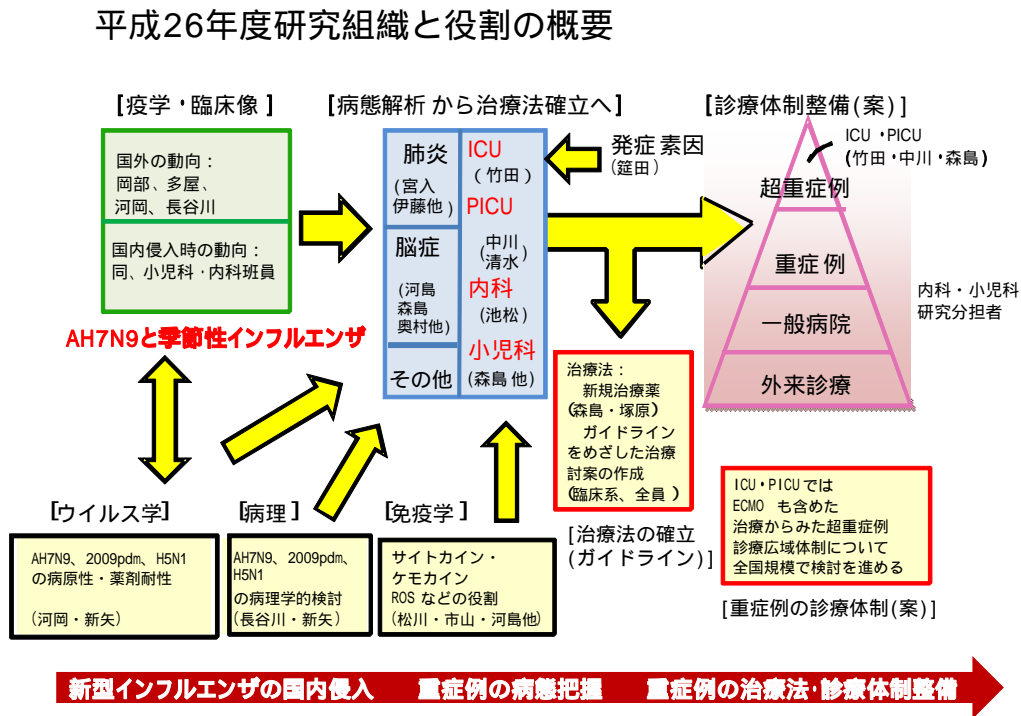 平成26年度研究組織と役割の概要
[疫学・臨床像]
国外の動向:
岡部、多屋、
河岡、長谷川
国内侵入時の動向:
同、小児科・内科班員
AH7N9と季節性インフルエンザ
[病態解析から治療法確立へ]
肺炎
(宮入
伊藤他)
脳症
(河島
森島
奥村他)
その他
ICU
(竹田)
PICU
(中川
清水)
内科
(池松)
小児科
(森島他)
発症素因
(筵田)
[診療体制整備(案)]
ICU・PICU
(竹田・中川・森島)
超重症例
重症例
一般病院
外来診療
内科・小児科
研究分担者
治療法:
新規治療薬
(森島・塚原)
ガイドライン
をめざした治療
討案の作成
(臨床系、全員)
[治療法の確立
(ガイドライン)]
ICU・PICUでは
ECMO も含めた
治療からみた超重症例
診療広域体制について
全国規模で検討を進める
[重症例の診療体制(案)]
[ウイルス学]
AH7N9、2009pdm、H5N1
の病原性・薬剤耐性
(河岡・新矢)
[病理]
AH7N9、2009pdm、
H5N1
の病理学的検討
(長谷川・新矢)
[免疫学]
サイトカイン・
ケモカイン
ROS などの役割
(松川・市山・河島他)
新型インフルエンザの国内侵入 重症例の病態把握 重症例の治療法・診療体制整備